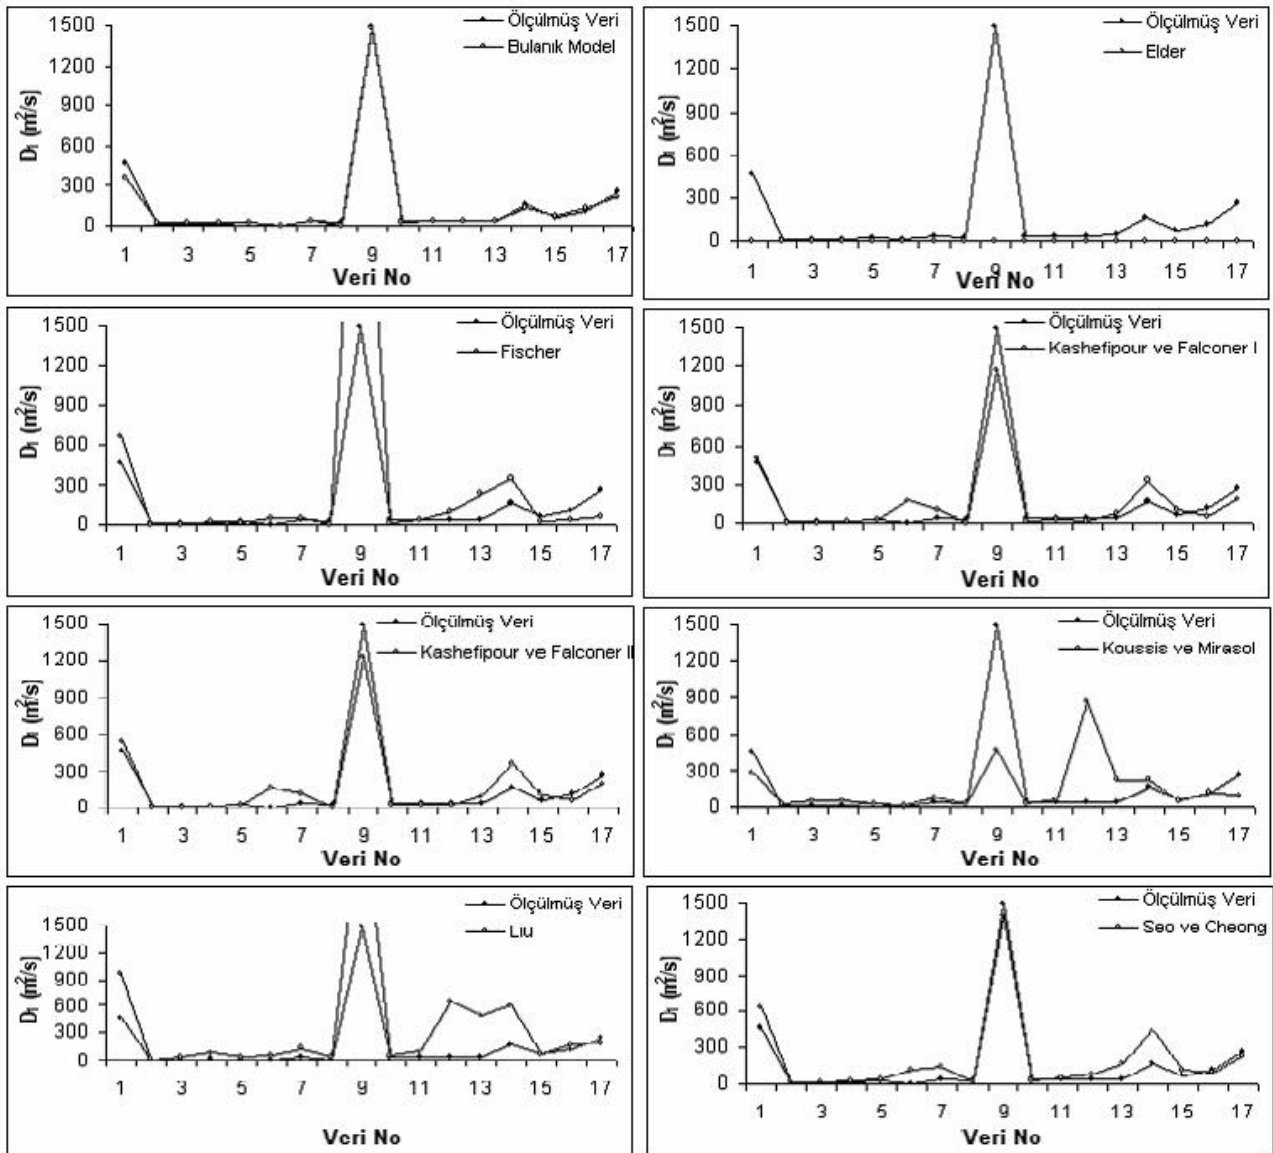 Ölçülmüş Veri
Bulanık Model
D₁ (m²/s)
1500
1200
900
600
300
0
1 3 5 7 9 11 13 15 17
Veri No
Ölçülmüş Veri
Elder
D₁ (m²/s)
1500
1200
900
600
300
0
1 3 5 7 9 11 13 15 17
Veri No
Ölçülmüş Veri
Fischer
D₁ (m²/s)
1500
1200
900
600
300
0
1 3 5 7 9 11 13 15 17
Veri No
Ölçülmüş Veri
Kashefipour ve Falconer I
D₁ (m²/s)
1500
1200
900
600
300
0
1 3 5 7 9 11 13 15 17
Veri No
Ölçülmüş Veri
Kashefipour ve Falconer II
D₁ (m²/s)
1500
1200
900
600
300
0
1 3 5 7 9 11 13 15 17
Veri No
Ölçülmüş Veri
Koussis ve Mirasol
D₁ (m²/s)
1500
1200
900
600
300
0
1 3 5 7 9 11 13 15 17
Veri No
Ölçülmüş Veri
Liu
D₁ (m²/s)
1500
1200
900
600
300
0
1 3 5 7 9 11 13 15 17
Veri No
Ölçülmüş Veri
Seo ve Cheong
D₁ (m²/s)
1500
1200
900
600
300
0
1 3 5 7 9 11 13 15 17
Veri No